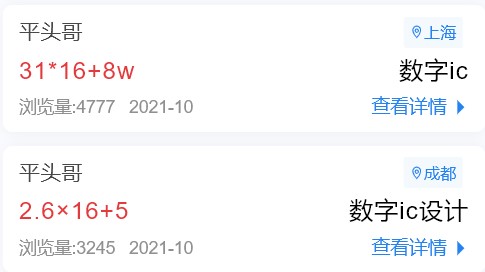 平头哥 上海
31*16+8w 数字ic
浏览量:4777 2021-10 查看详情
平头哥 成都
2.6×16+5 数字ic设计
浏览量:3245 2021-10 查看详情